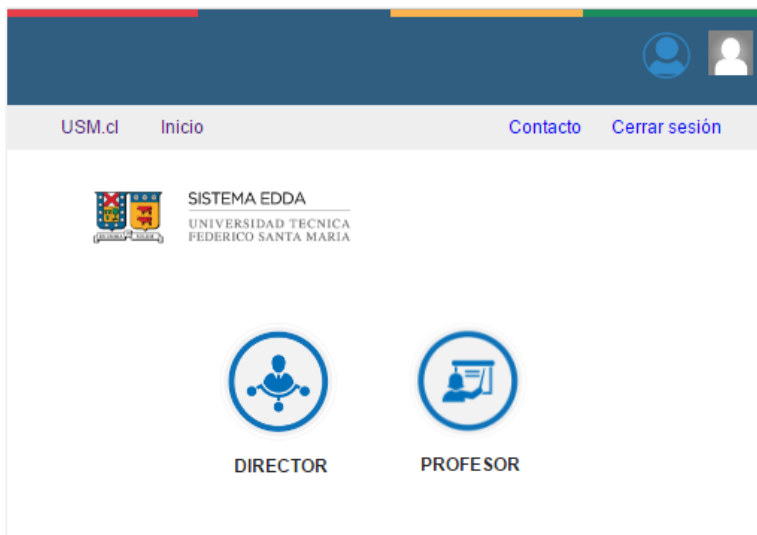 USM.cl Inicio Contacto Cerrar sesión
SISTEMA EDDA
UNIVERSIDAD TECNICA
FEDERICO SANTA MARIA
DIRECTOR PROFESOR